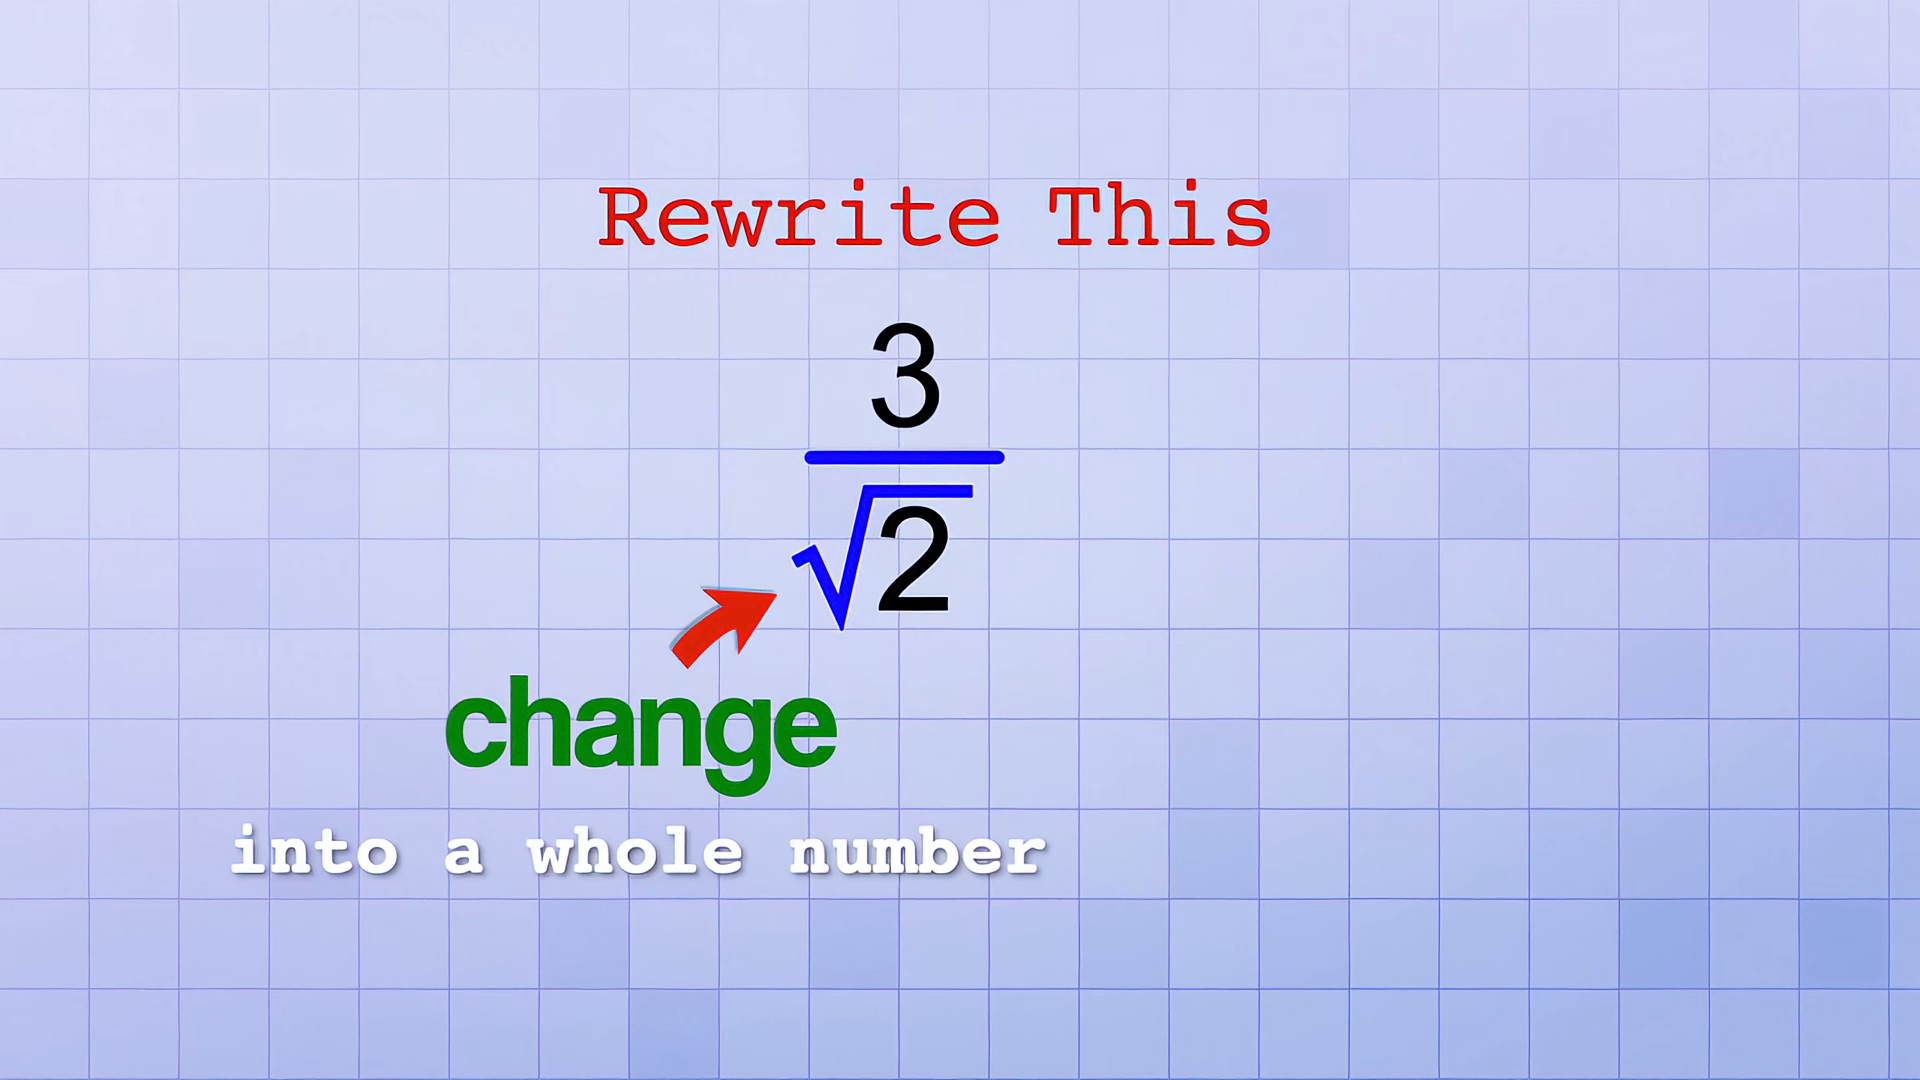 Rewrite This
3
√2
change
into a whole number